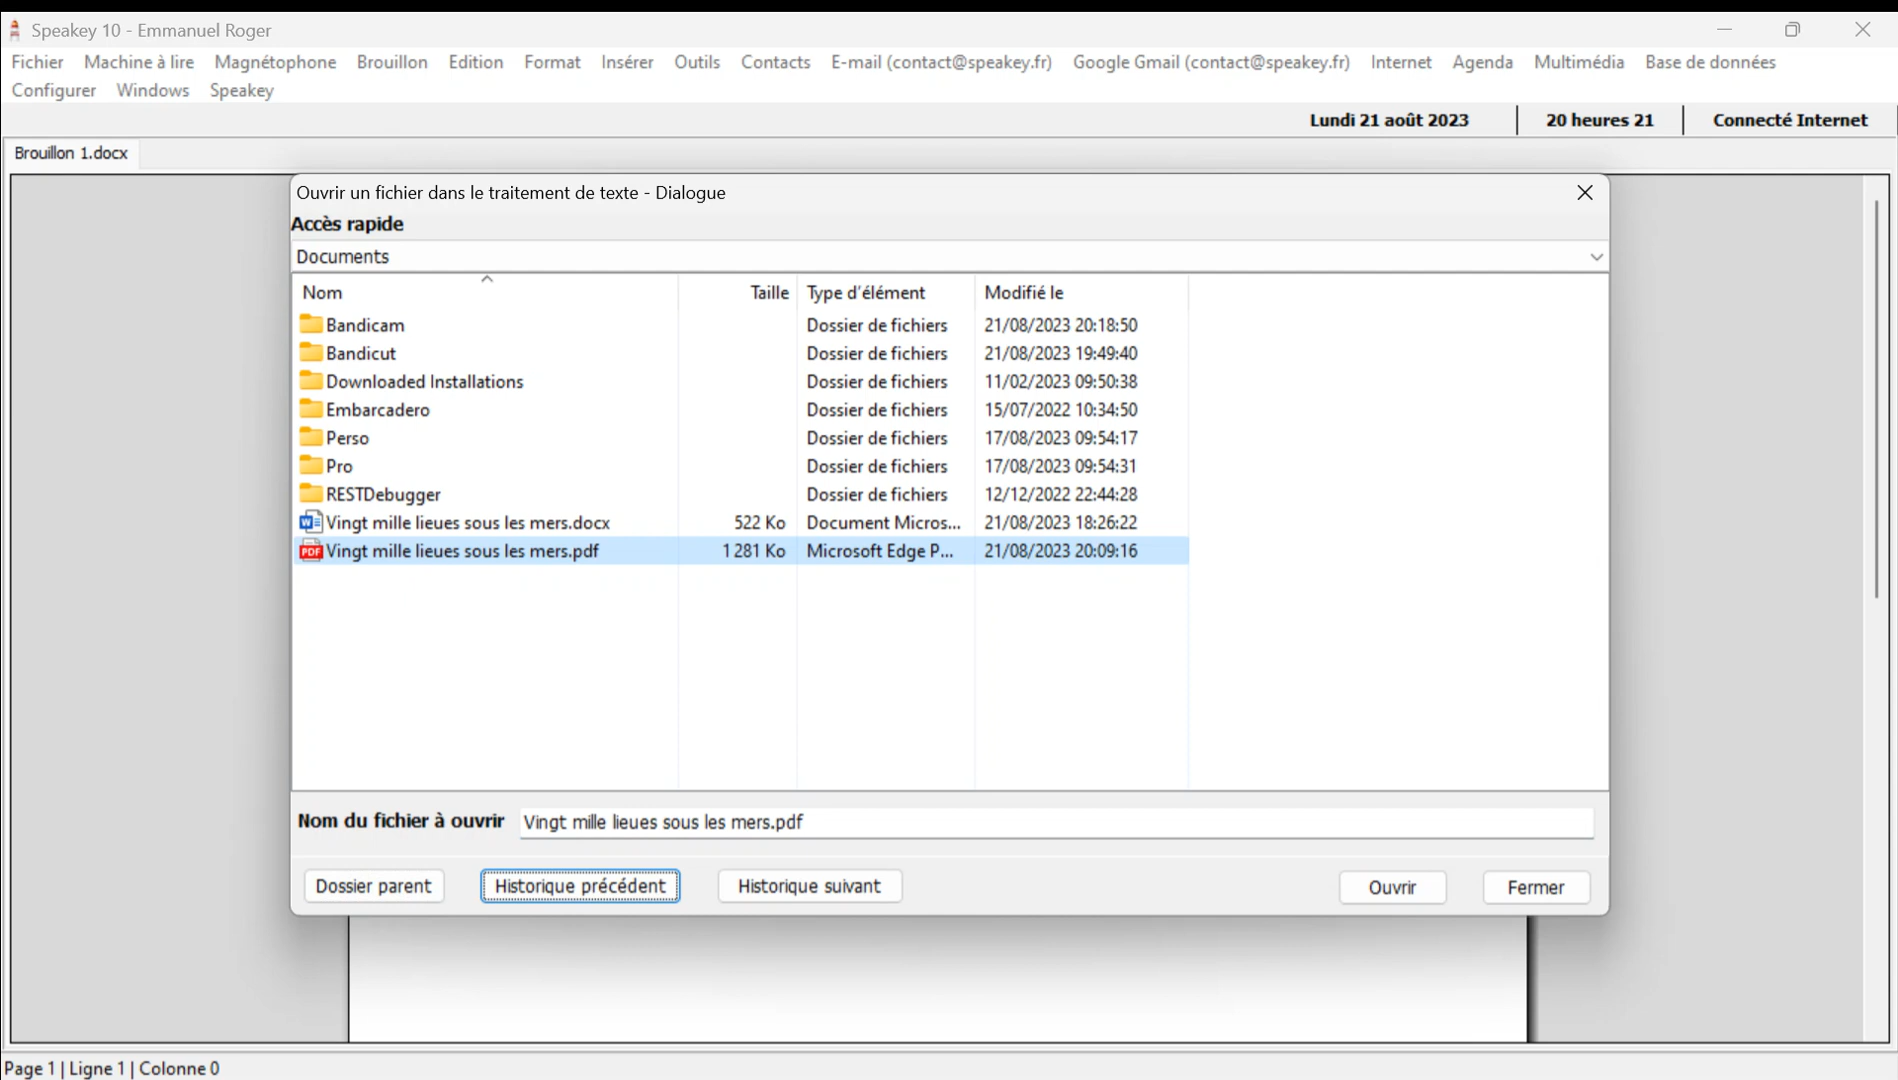 Speakey 10 - Emmanuel Roger
Fichier Machine à lire Magnétophone Brouillon Edition Format Insérer Outils Contacts E-mail (contact@speakey.fr) Google Gmail (contact@speakey.fr) Internet Agenda Multimédia Base de données
Configurer Windows Speakey
Lundi 21 août 2023 20 heures 21 Connecté Internet
Brouillon 1.docx
Ouvrir un fichier dans le traitement de texte - Dialogue
Accès rapide
Documents
Nom Taille Type d'élément Modifié le
Bandicam Dossier de fichiers 21/08/2023 20:18:50
Bandicut Dossier de fichiers 21/08/2023 19:49:40
Downloaded Installations Dossier de fichiers 11/02/2023 09:50:38
Embarcadero Dossier de fichiers 15/07/2022 10:34:50
Perso Dossier de fichiers 17/08/2023 09:54:17
Pro Dossier de fichiers 17/08/2023 09:54:31
RESTDebugger Dossier de fichiers 12/12/2022 22:44:28
Vingt mille lieues sous les mers.docx 522 Ko Document Micros... 21/08/2023 18:26:22
PDF Vingt mille lieues sous les mers.pdf 1 281 Ko Microsoft Edge P... 21/08/2023 20:09:16
Nom du fichier à ouvrir Vingt mille lieues sous les mers.pdf
Dossier parent Historique précédent Historique suivant Ouvrir Fermer
Page 1 | Ligne 1 | Colonne 0